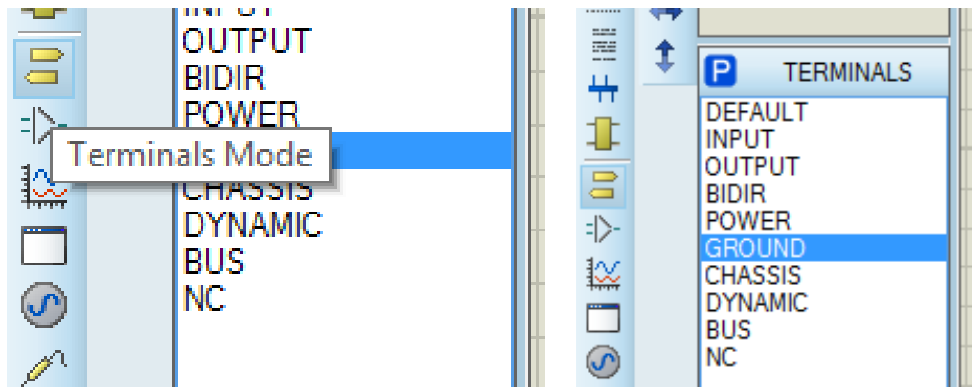 INPUT
OUTPUT
BIDIR
POWER
Terminals Mode
CHASSIS
DYNAMIC
BUS
NC
P TERMINALS
DEFAULT
INPUT
OUTPUT
BIDIR
POWER
GROUND
CHASSIS
DYNAMIC
BUS
NC